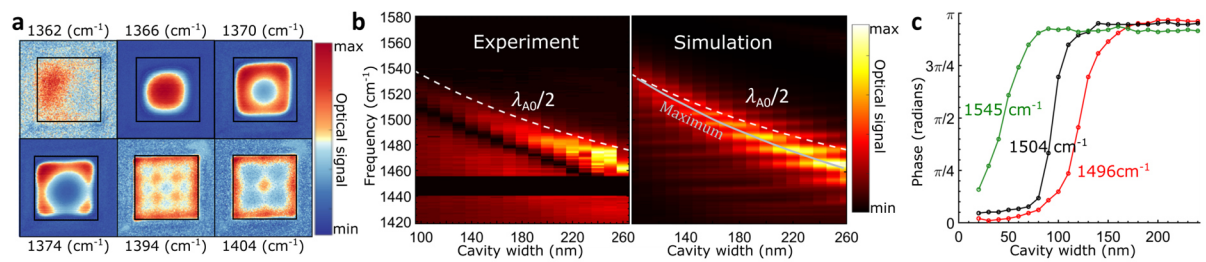 a
1362 (cm⁻¹) 1366 (cm⁻¹) 1370 (cm⁻¹)
max
Optical signal
min
1374 (cm⁻¹) 1394 (cm⁻¹) 1404 (cm⁻¹)
b
1580
1560
1540
1520
1500
1480
1460
1440
1420
Frequency (cm⁻¹)
Experiment
λA0/2
100 140 180 220 260
Cavity width (nm)
Simulation
λA0/2
Maximum
100 140 180 220 260
Cavity width (nm)
max
Optical signal
min
c
π
3π/4
π/2
π/4
0
Phase (radians)
1545 cm⁻¹
1504 cm⁻¹
1496cm⁻¹
0 50 100 150 200
Cavity width (nm)